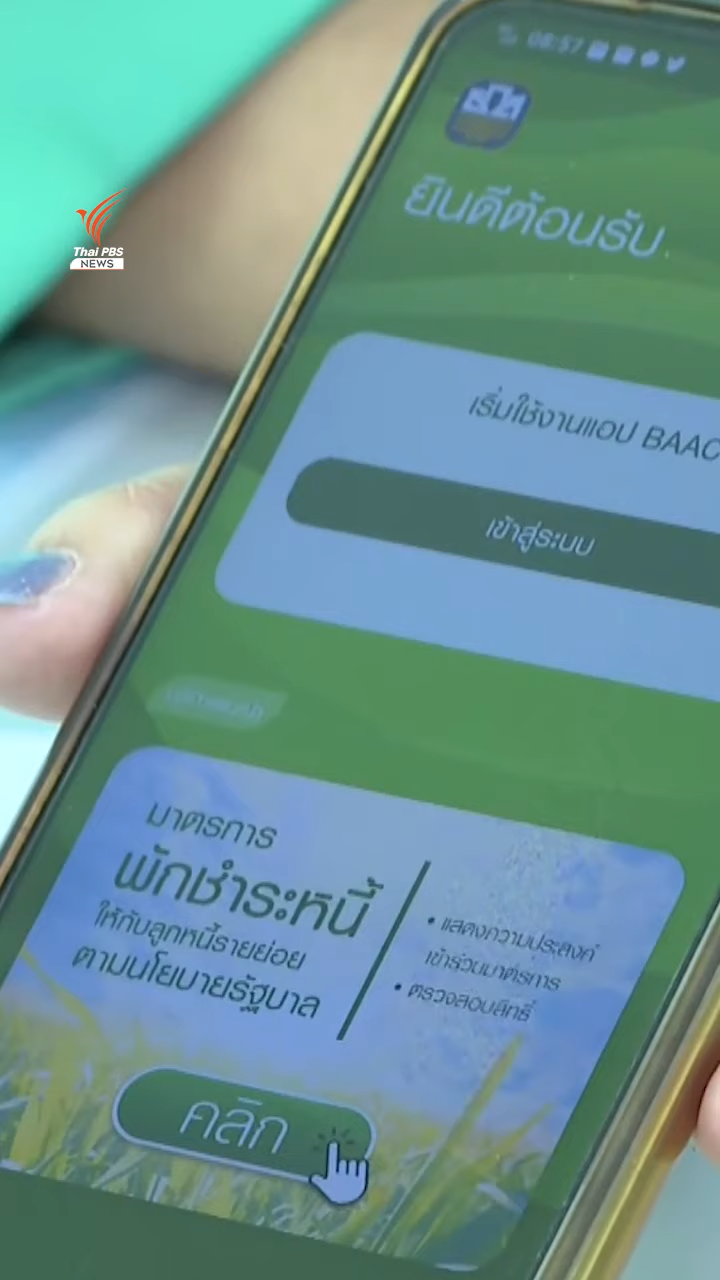 08:57
Thai PBS
NEWS
ยินดีต้อนรับ
เริ่มใช้งานแอป BAAC
เข้าสู่ระบบ
มาตรการ
พักชำระหนี้
ให้กับลูกหนี้รายย่อย
ตามนโยบายรัฐบาล
• แสดงความประสงค์
เข้าร่วมมาตรการ
• ตรวจสอบสิทธิ์
คลิก